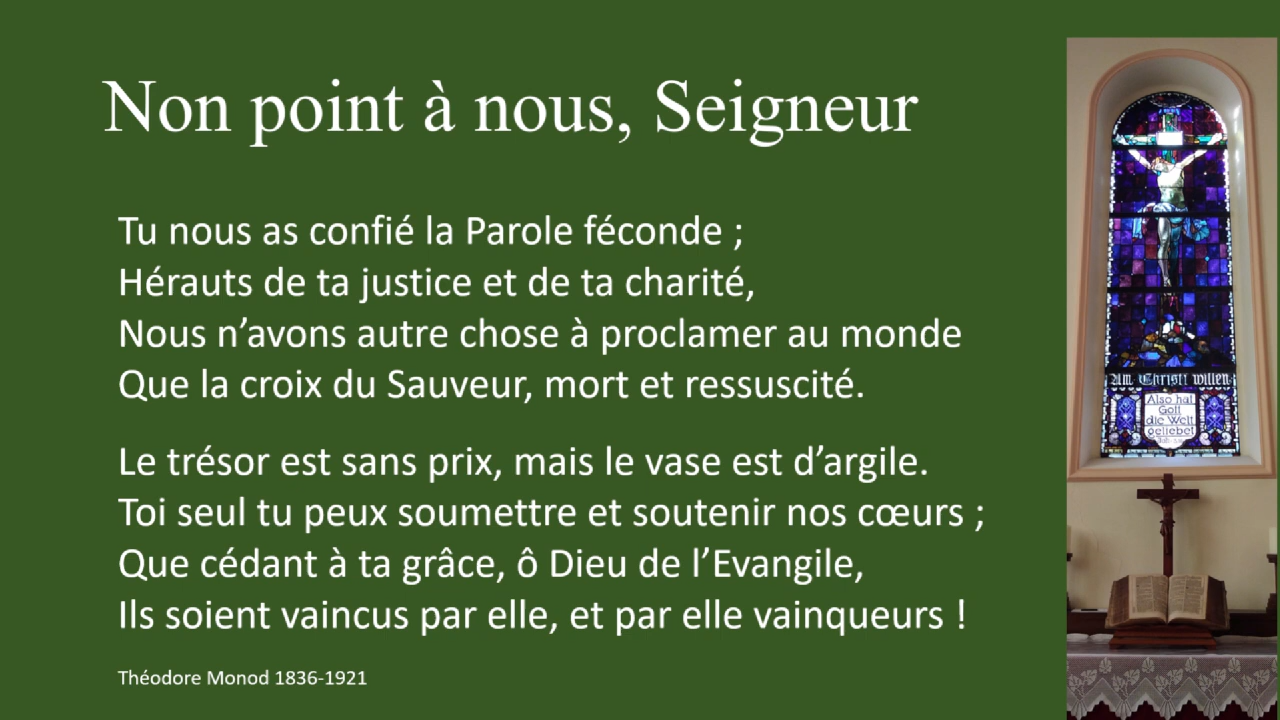 Non point à nous, Seigneur
Tu nous as confié la Parole féconde ;
Hérauts de ta justice et de ta charité,
Nous n’avons autre chose à proclamer au monde
Que la croix du Sauveur, mort et ressuscité.
Le trésor est sans prix, mais le vase est d’argile.
Toi seul tu peux soumettre et soutenir nos cœurs ;
Que cédant à ta grâce, ô Dieu de l’Evangile,
Ils soient vaincus par elle, et par elle vainqueurs !
Théodore Monod 1836-1921
Um Christi willen
Also hat
Gott
die Welt
geliebet